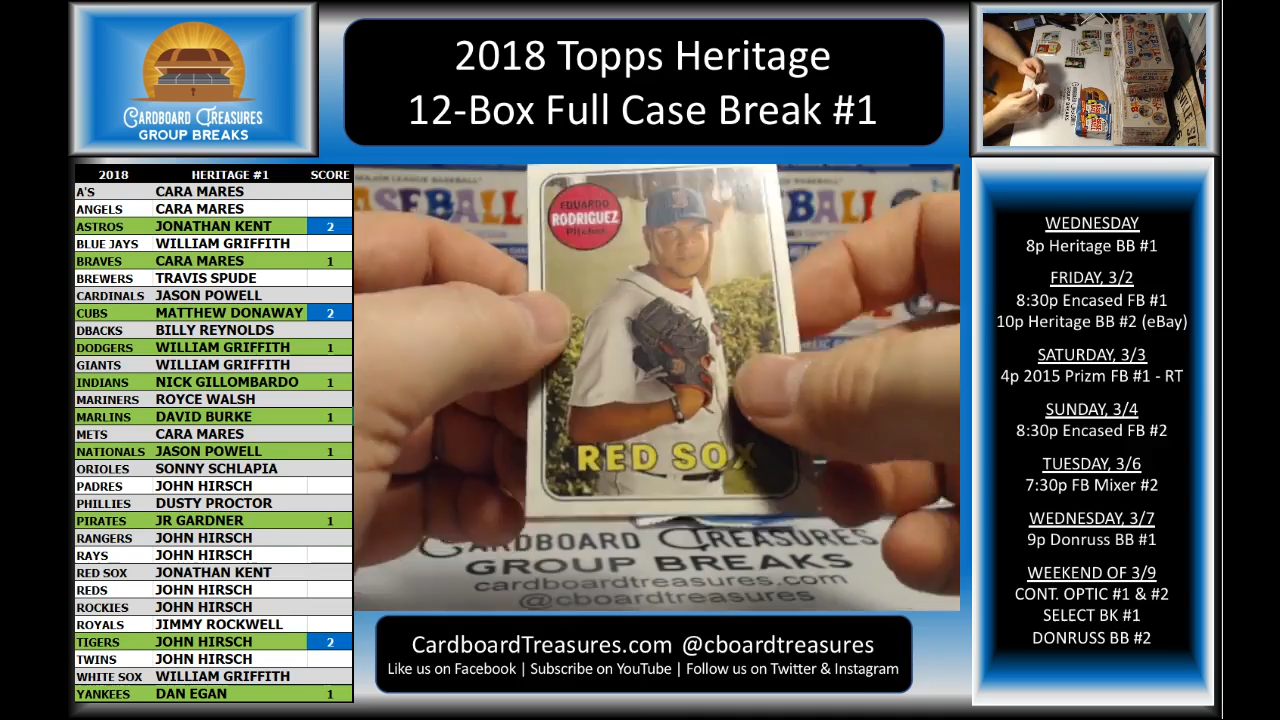 CARDBOARD TREASURES
GROUP BREAKS
2018 Topps Heritage
12-Box Full Case Break #1
2018 HERITAGE #1 SCORE
A'S CARA MARES
ANGELS CARA MARES
ASTROS JONATHAN KENT 2
BLUE JAYS WILLIAM GRIFFITH
BRAVES CARA MARES 1
BREWERS TRAVIS SPUDE
CARDINALS JASON POWELL
CUBS MATTHEW DONAWAY 2
DBACKS BILLY REYNOLDS
DODGERS WILLIAM GRIFFITH 1
GIANTS WILLIAM GRIFFITH
INDIANS NICK GILLOMBARDO 1
MARINERS ROYCE WALSH
MARLINS DAVID BURKE 1
METS CARA MARES
NATIONALS JASON POWELL 1
ORIOLES SONNY SCHLAPIA
PADRES JOHN HIRSCH
PHILLIES DUSTY PROCTOR
PIRATES JR GARDNER 1
RANGERS JOHN HIRSCH
RAYS JOHN HIRSCH
RED SOX JONATHAN KENT
REDS JOHN HIRSCH
ROCKIES JOHN HIRSCH
ROYALS JIMMY ROCKWELL
TIGERS JOHN HIRSCH 2
TWINS JOHN HIRSCH
WHITE SOX WILLIAM GRIFFITH
YANKEES DAN EGAN 1
MAJOR LEAGUE BASEBALL
ASEBALL
BALL
EDUARDO
RODRIGUEZ
Pitcher
RED SOX
CARDBOARD TREASURES
GROUP BREAKS
cardboardtreasures.com
@cboardtreasures
CardboardTreasures.com @cboardtreasures
Like us on Facebook | Subscribe on YouTube | Follow us on Twitter & Instagram
WEDNESDAY
8p Heritage BB #1
FRIDAY, 3/2
8:30p Encased FB #1
10p Heritage BB #2 (eBay)
SATURDAY, 3/3
4p 2015 Prizm FB #1 - RT
SUNDAY, 3/4
8:30p Encased FB #2
TUESDAY, 3/6
7:30p FB Mixer #2
WEDNESDAY, 3/7
9p Donruss BB #1
WEEKEND OF 3/9
CONT. OPTIC #1 & #2
SELECT BK #1
DONRUSS BB #2